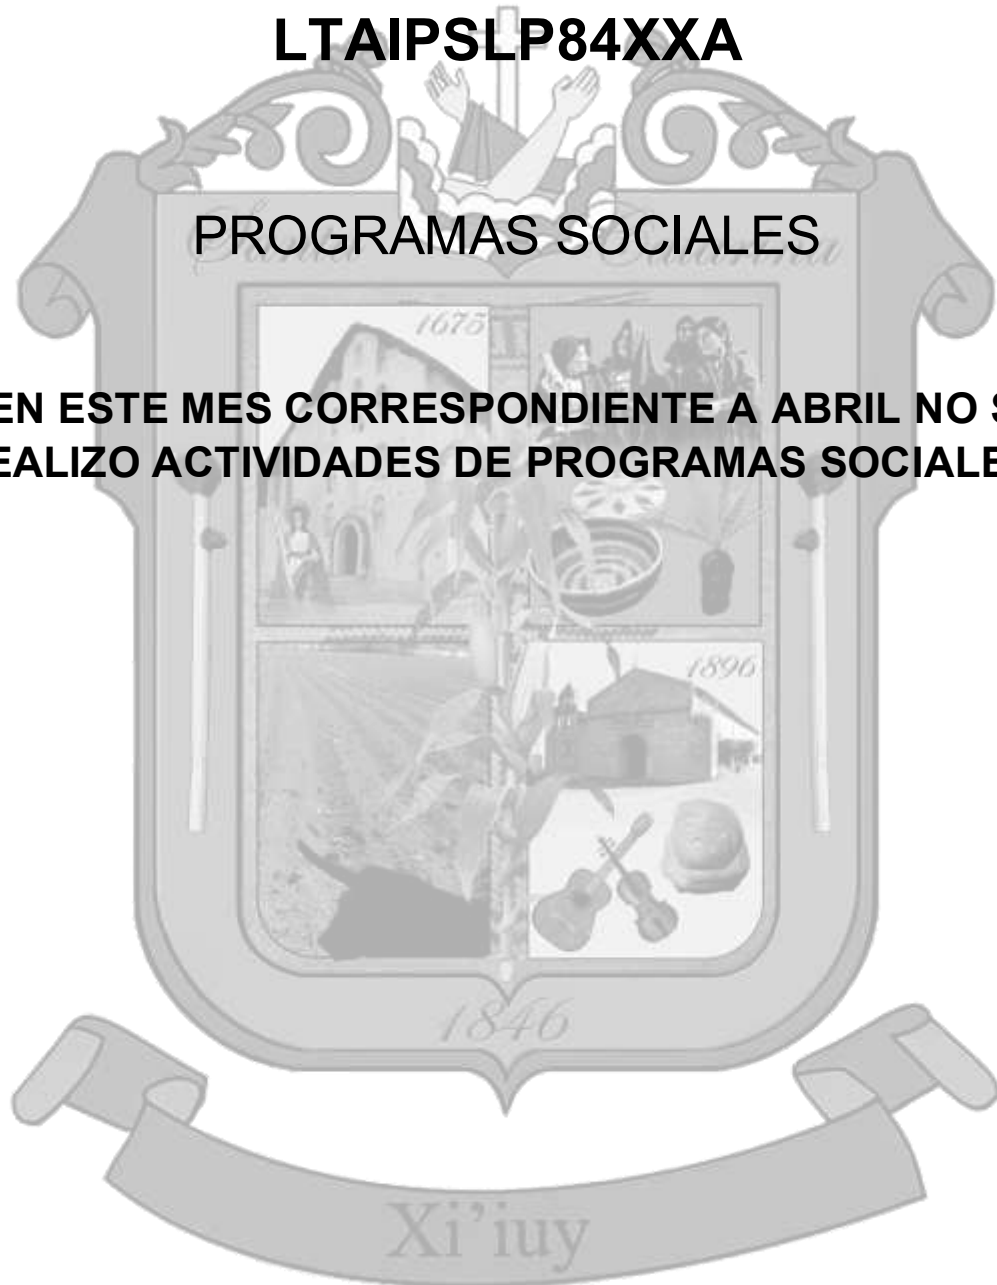 LTAIPSLP84XXA
PROGRAMAS SOCIALES
1675
EN ESTE MES CORRESPONDIENTE A ABRIL NO S
EALIZO ACTIVIDADES DE PROGRAMAS SOCIALE
1896
1846
Xi'iuy